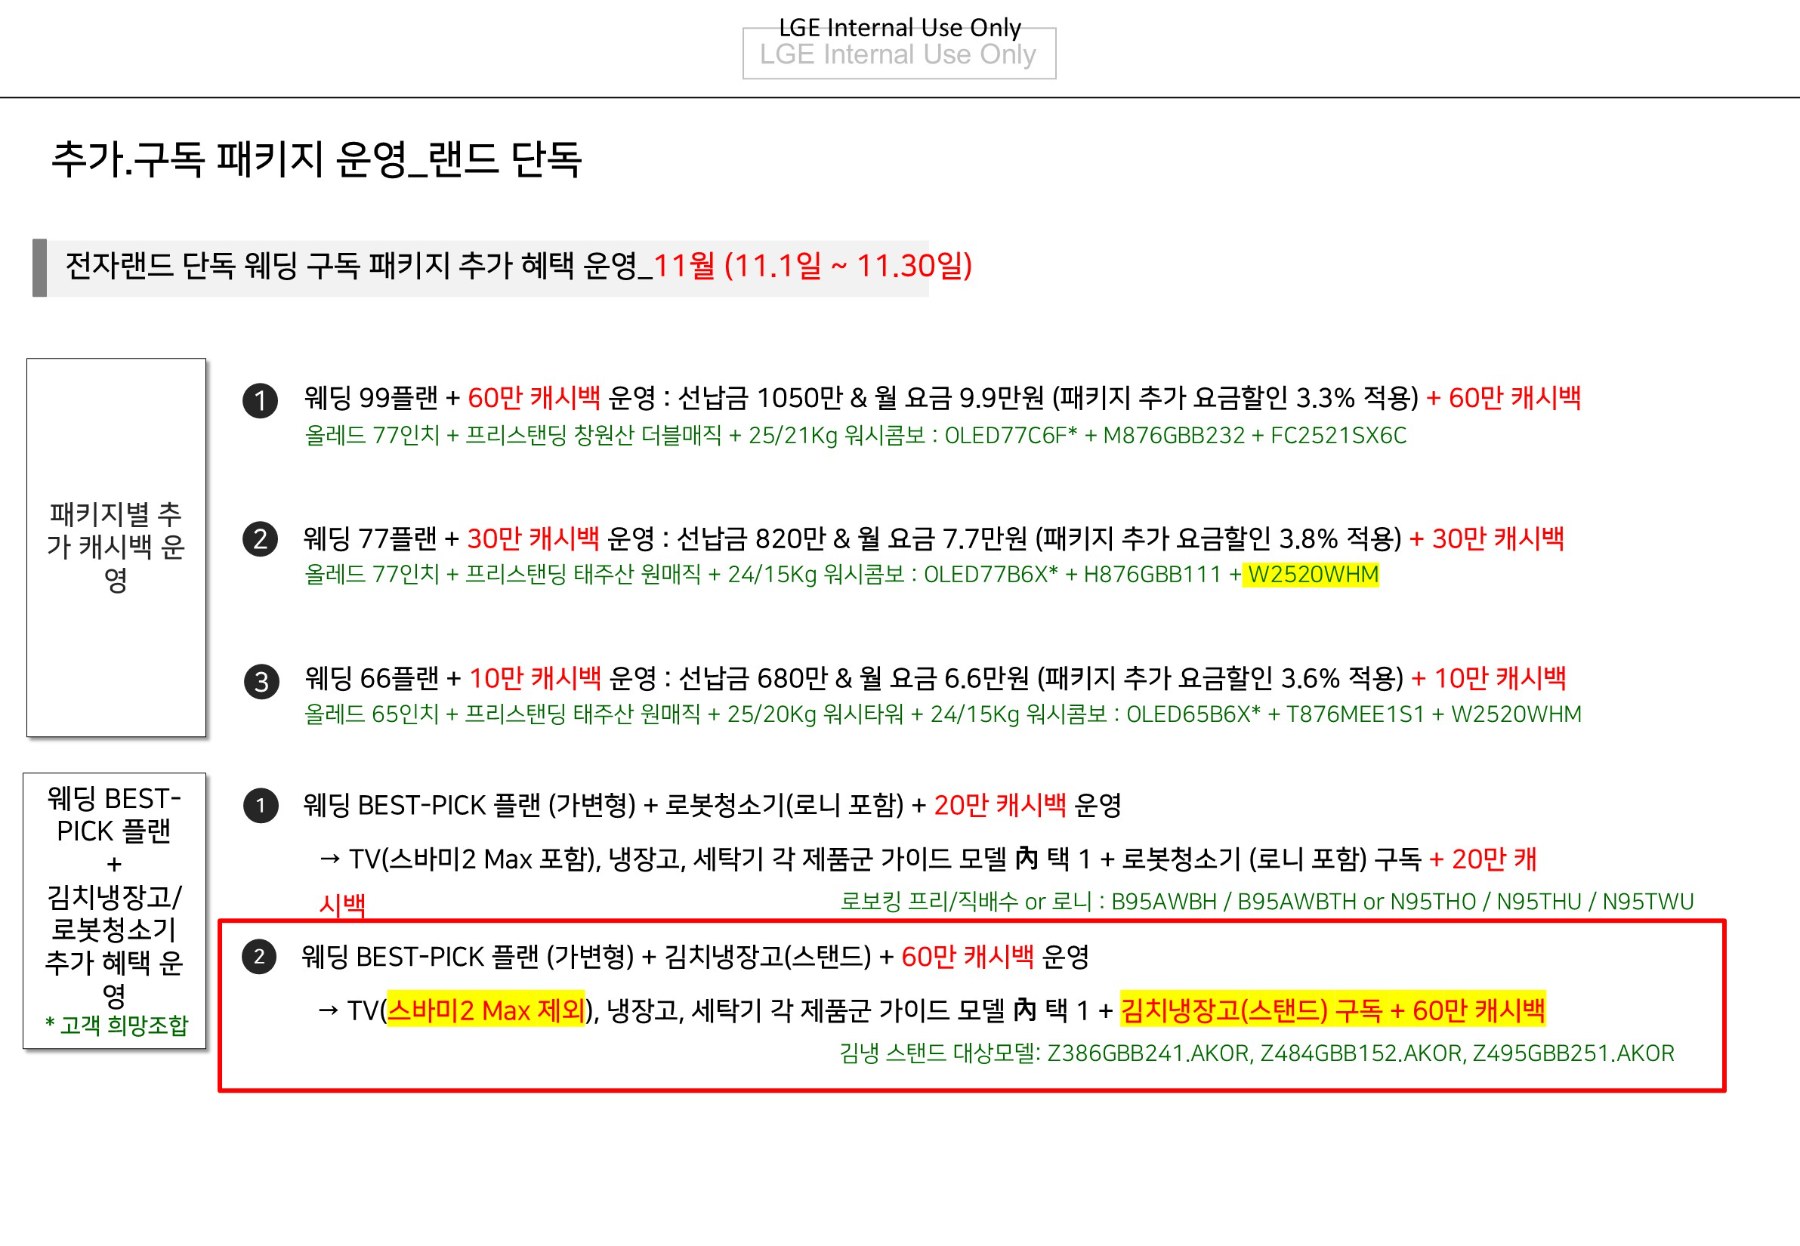 LGE Internal Use Only
LGE Internal Use Only
추가.구독 패키지 운영_랜드 단독
전자랜드 단독 웨딩 구독 패키지 추가 혜택 운영_11월 (11.1일 ~ 11.30일)
패키지별 추
가 캐시백 운
영
1 웨딩 99플랜 + 60만 캐시백 운영 : 선납금 1050만 & 월 요금 9.9만원 (패키지 추가 요금할인 3.3% 적용) + 60만 캐시백
올레드 77인치 + 프리스탠딩 창원산 더블매직 + 25/21Kg 워시콤보 : OLED77C6F* + M876GBB232 + FC2521SX6C
2 웨딩 77플랜 + 30만 캐시백 운영 : 선납금 820만 & 월 요금 7.7만원 (패키지 추가 요금할인 3.8% 적용) + 30만 캐시백
올레드 77인치 + 프리스탠딩 태주산 원매직 + 24/15Kg 워시콤보 : OLED77B6X* + H876GBB111 + W2520WHM
3 웨딩 66플랜 + 10만 캐시백 운영 : 선납금 680만 & 월 요금 6.6만원 (패키지 추가 요금할인 3.6% 적용) + 10만 캐시백
올레드 65인치 + 프리스탠딩 태주산 원매직 + 25/20Kg 워시타워 + 24/15Kg 워시콤보 : OLED65B6X* + T876MEE1S1 + W2520WHM
웨딩 BEST-
PICK 플랜
+
김치냉장고/
로봇청소기
추가 혜택 운
영
* 고객 희망조합
1 웨딩 BEST-PICK 플랜 (가변형) + 로봇청소기(로니 포함) + 20만 캐시백 운영
→ TV(스바미2 Max 포함), 냉장고, 세탁기 각 제품군 가이드 모델 內 택 1 + 로봇청소기 (로니 포함) 구독 + 20만 캐
시백
로보킹 프리/직배수 or 로니 : B95AWBH / B95AWBTH or N95THO / N95THU / N95TWU
2 웨딩 BEST-PICK 플랜 (가변형) + 김치냉장고(스탠드) + 60만 캐시백 운영
→ TV(스바미2 Max 제외), 냉장고, 세탁기 각 제품군 가이드 모델 內 택 1 + 김치냉장고(스탠드) 구독 + 60만 캐시백
김냉 스탠드 대상모델: Z386GBB241.AKOR, Z484GBB152.AKOR, Z495GBB251.AKOR